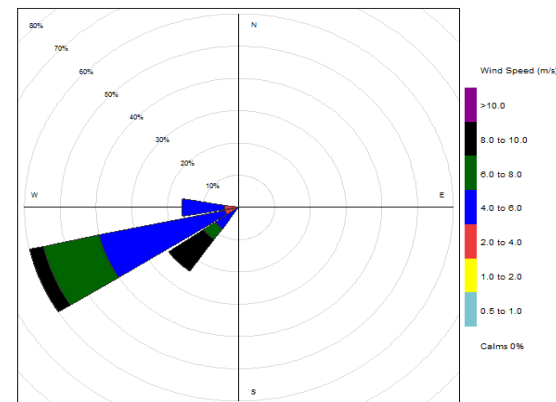 80%
70%
60%
50%
40%
30%
20%
10%
N
W
E
S
Wind Speed (m/s)
>10.0
8.0 to 10.0
6.0 to 8.0
4.0 to 6.0
2.0 to 4.0
1.0 to 2.0
0.5 to 1.0
Calms 0%